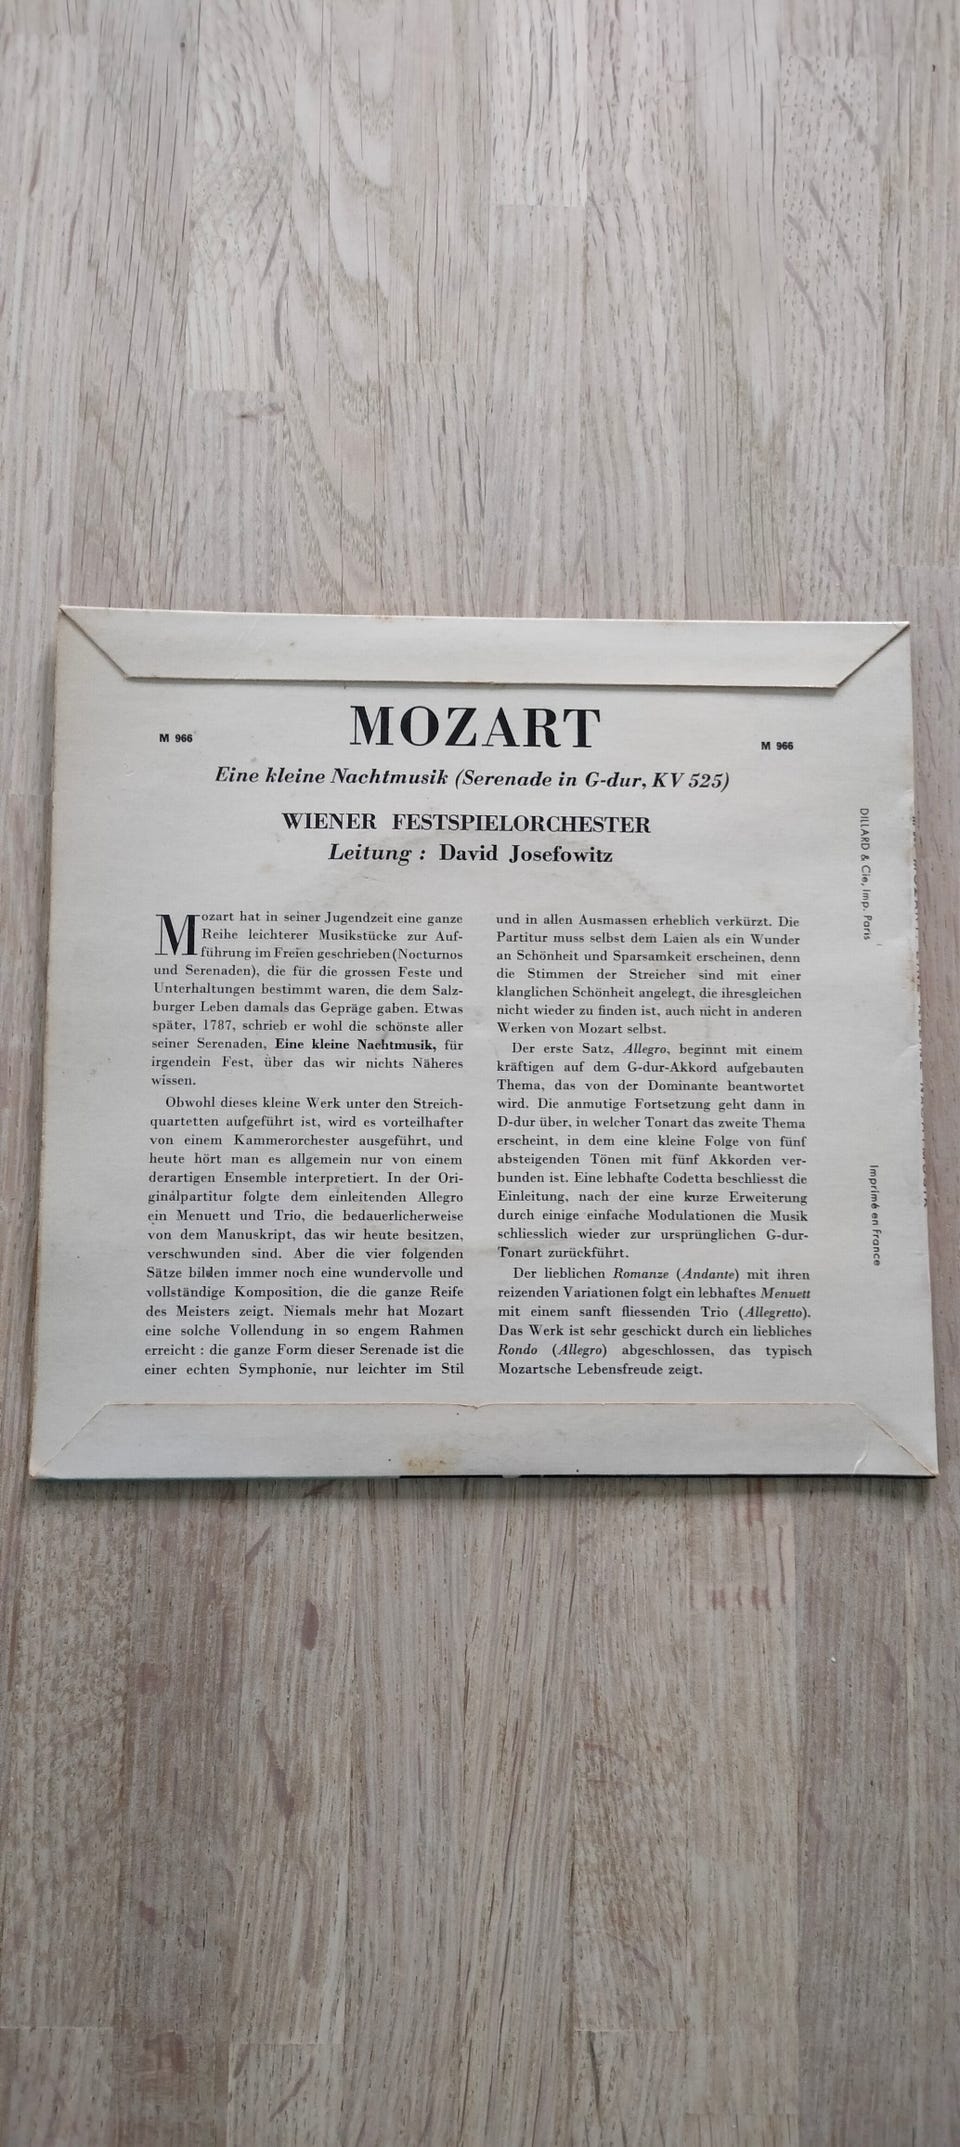 MOZART
M 966
M 966
Eine kleine Nachtmusik (Serenade in G-dur, KV 525)
WIENER FESTSPIELORCHESTER
Leitung : David Josefowitz
Mozart hat in seiner Jugendzeit eine ganze
Reihe leichterer Musikstücke zur Auf-
führung im Freien geschrieben (Nocturnos
und Serenaden), die für die grossen Feste und
Unterhaltungen bestimmt waren, die dem Salz-
burger Leben damals das Gepräge gaben. Etwas
später, 1787, schrieb er wohl die schönste aller
seiner Serenaden, Eine kleine Nachtmusik, für
irgendein Fest, über das wir nichts Näheres
wissen.
Obwohl dieses kleine Werk unter den Streich-
quartetten aufgeführt ist, wird es vorteilhafter
von einem Kammerorchester ausgeführt, und
heute hört man es allgemein nur von einem
derartigen Ensemble interpretiert. In der Ori-
ginalpartitur folgte dem einleitenden Allegro
ein Menuett und Trio, die bedauerlicherweise
von dem Manuskript, das wir heute besitzen,
verschwunden sind. Aber die vier folgenden
Sätze bilden immer noch eine wundervolle und
vollständige Komposition, die die ganze Reife
des Meisters zeigt. Niemals mehr hat Mozart
eine solche Vollendung in so engem Rahmen
erreicht : die ganze Form dieser Serenade ist die
einer echten Symphonie, nur leichter im Stil
und in allen Ausmassen erheblich verkürzt. Die
Partitur muss selbst dem Laien als ein Wunder
an Schönheit und Sparsamkeit erscheinen, denn
die Stimmen der Streicher sind mit einer
klanglichen Schönheit angelegt, die ihresgleichen
nicht wieder zu finden ist, auch nicht in anderen
Werken von Mozart selbst.
Der erste Satz, Allegro, beginnt mit einem
kräftigen auf dem G-dur-Akkord aufgebauten
Thema, das von der Dominante beantwortet
wird. Die anmutige Fortsetzung geht dann in
D-dur über, in welcher Tonart das zweite Thema
erscheint, in dem eine kleine Folge von fünf
absteigenden Tönen mit fünf Akkorden ver-
bunden ist. Eine lebhafte Codetta beschliesst die
Einleitung, nach der eine kurze Erweiterung
durch einige einfache Modulationen die Musik
schliesslich wieder zur ursprünglichen G-dur-
Tonart zurückführt.
Der lieblichen Romanze (Andante) mit ihren
reizenden Variationen folgt ein lebhaftes Menuett
mit einem sanft fliessenden Trio (Allegretto).
Das Werk ist sehr geschickt durch ein liebliches
Rondo (Allegro) abgeschlossen, das typisch
Mozartsche Lebensfreude zeigt.
DILLARD & Cie, Imp. Paris
Imprimé en France